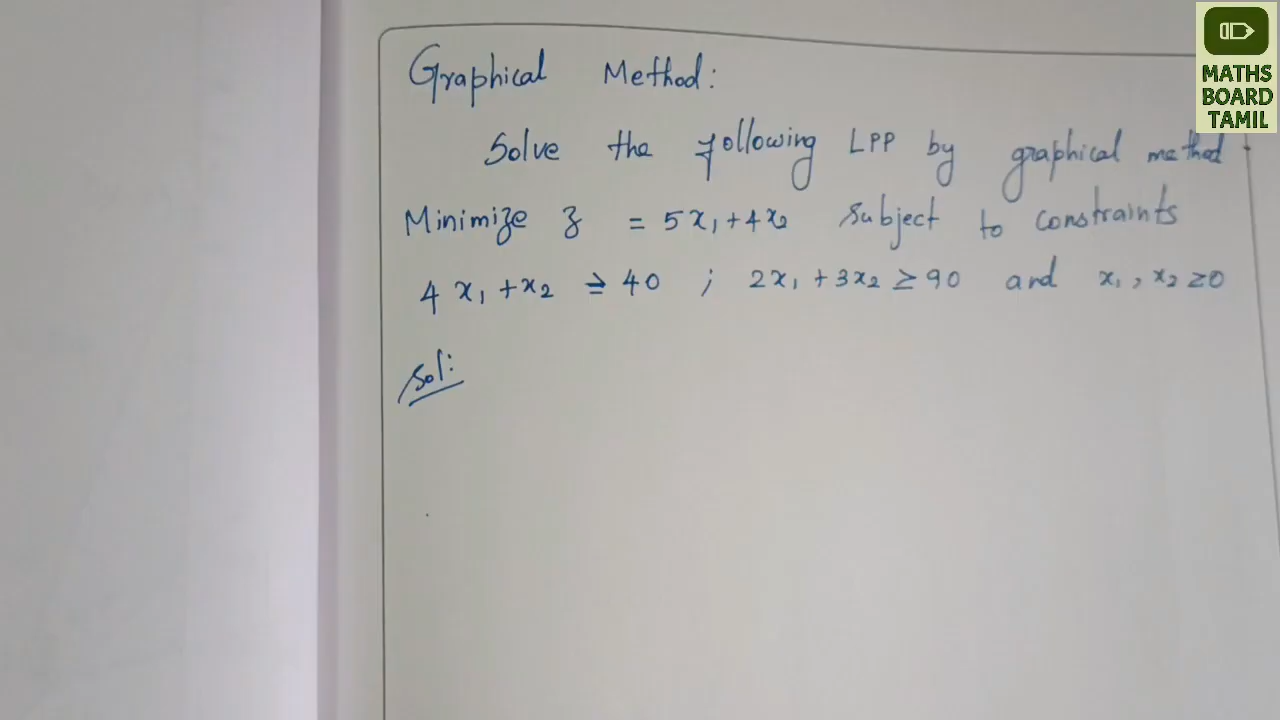 Graphical Method:
MATHS
BOARD
TAMIL
Solve the following LPP by graphical method
Minimize z = 5x₁+4x₂ subject to constraints
4x₁+x₂ ≥ 40 ; 2x₁+3x₂ ≥ 90 and x₁, x₂ ≥0
Sol: